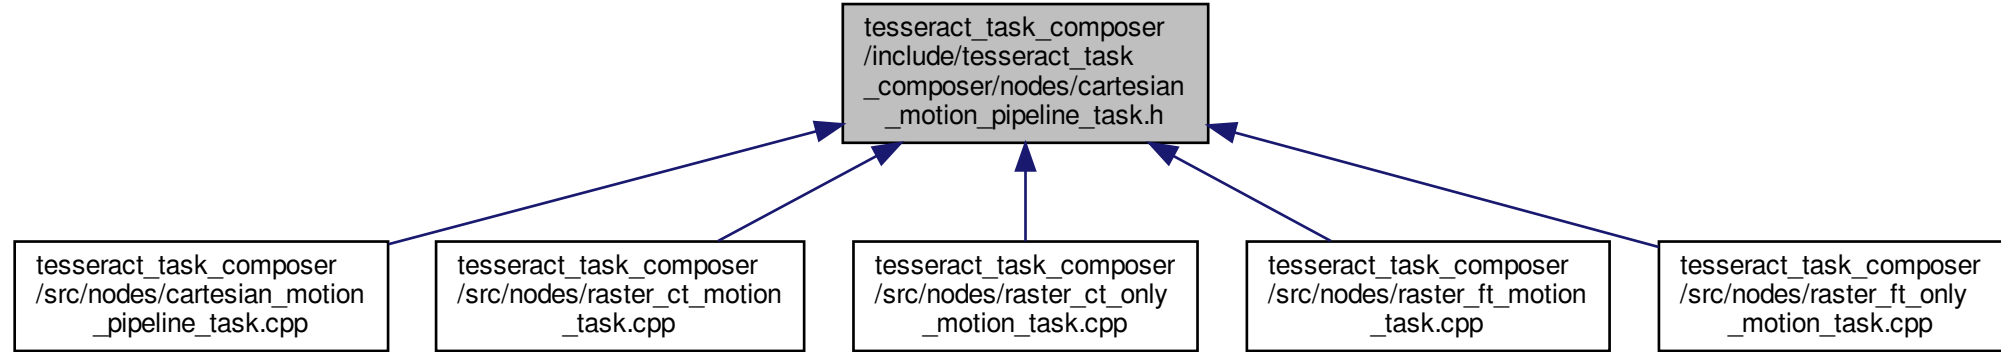 tesseract_task_composer
/include/tesseract_task
_composer/nodes/cartesian
_motion_pipeline_task.h
tesseract_task_composer
/src/nodes/cartesian_motion
_pipeline_task.cpp
tesseract_task_composer
/src/nodes/raster_ct_motion
_task.cpp
tesseract_task_composer
/src/nodes/raster_ct_only
_motion_task.cpp
tesseract_task_composer
/src/nodes/raster_ft_motion
_task.cpp
tesseract_task_composer
/src/nodes/raster_ft_only
_motion_task.cpp